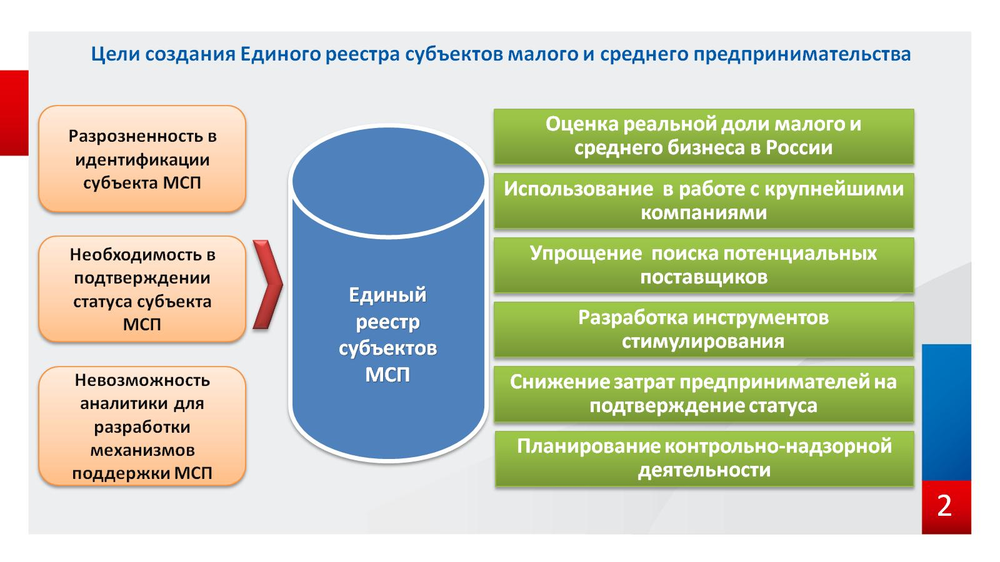 Цели создания Единого реестра субъектов малого и среднего предпринимательства
Разрозненность в
идентификации
субъекта МСП
Необходимость в
подтверждении
статуса субъекта
МСП
Невозможность
аналитики для
разработки
механизмов
поддержки МСП
Единый
реестр
субъектов
МСП
Оценка реальной доли малого и
среднего бизнеса в России
Использование в работе с крупнейшими
компаниями
Упрощение поиска потенциальных
поставщиков
Разработка инструментов
стимулирования
Снижение затрат предпринимателей на
подтверждение статуса
Планирование контрольно-надзорной
деятельности
2